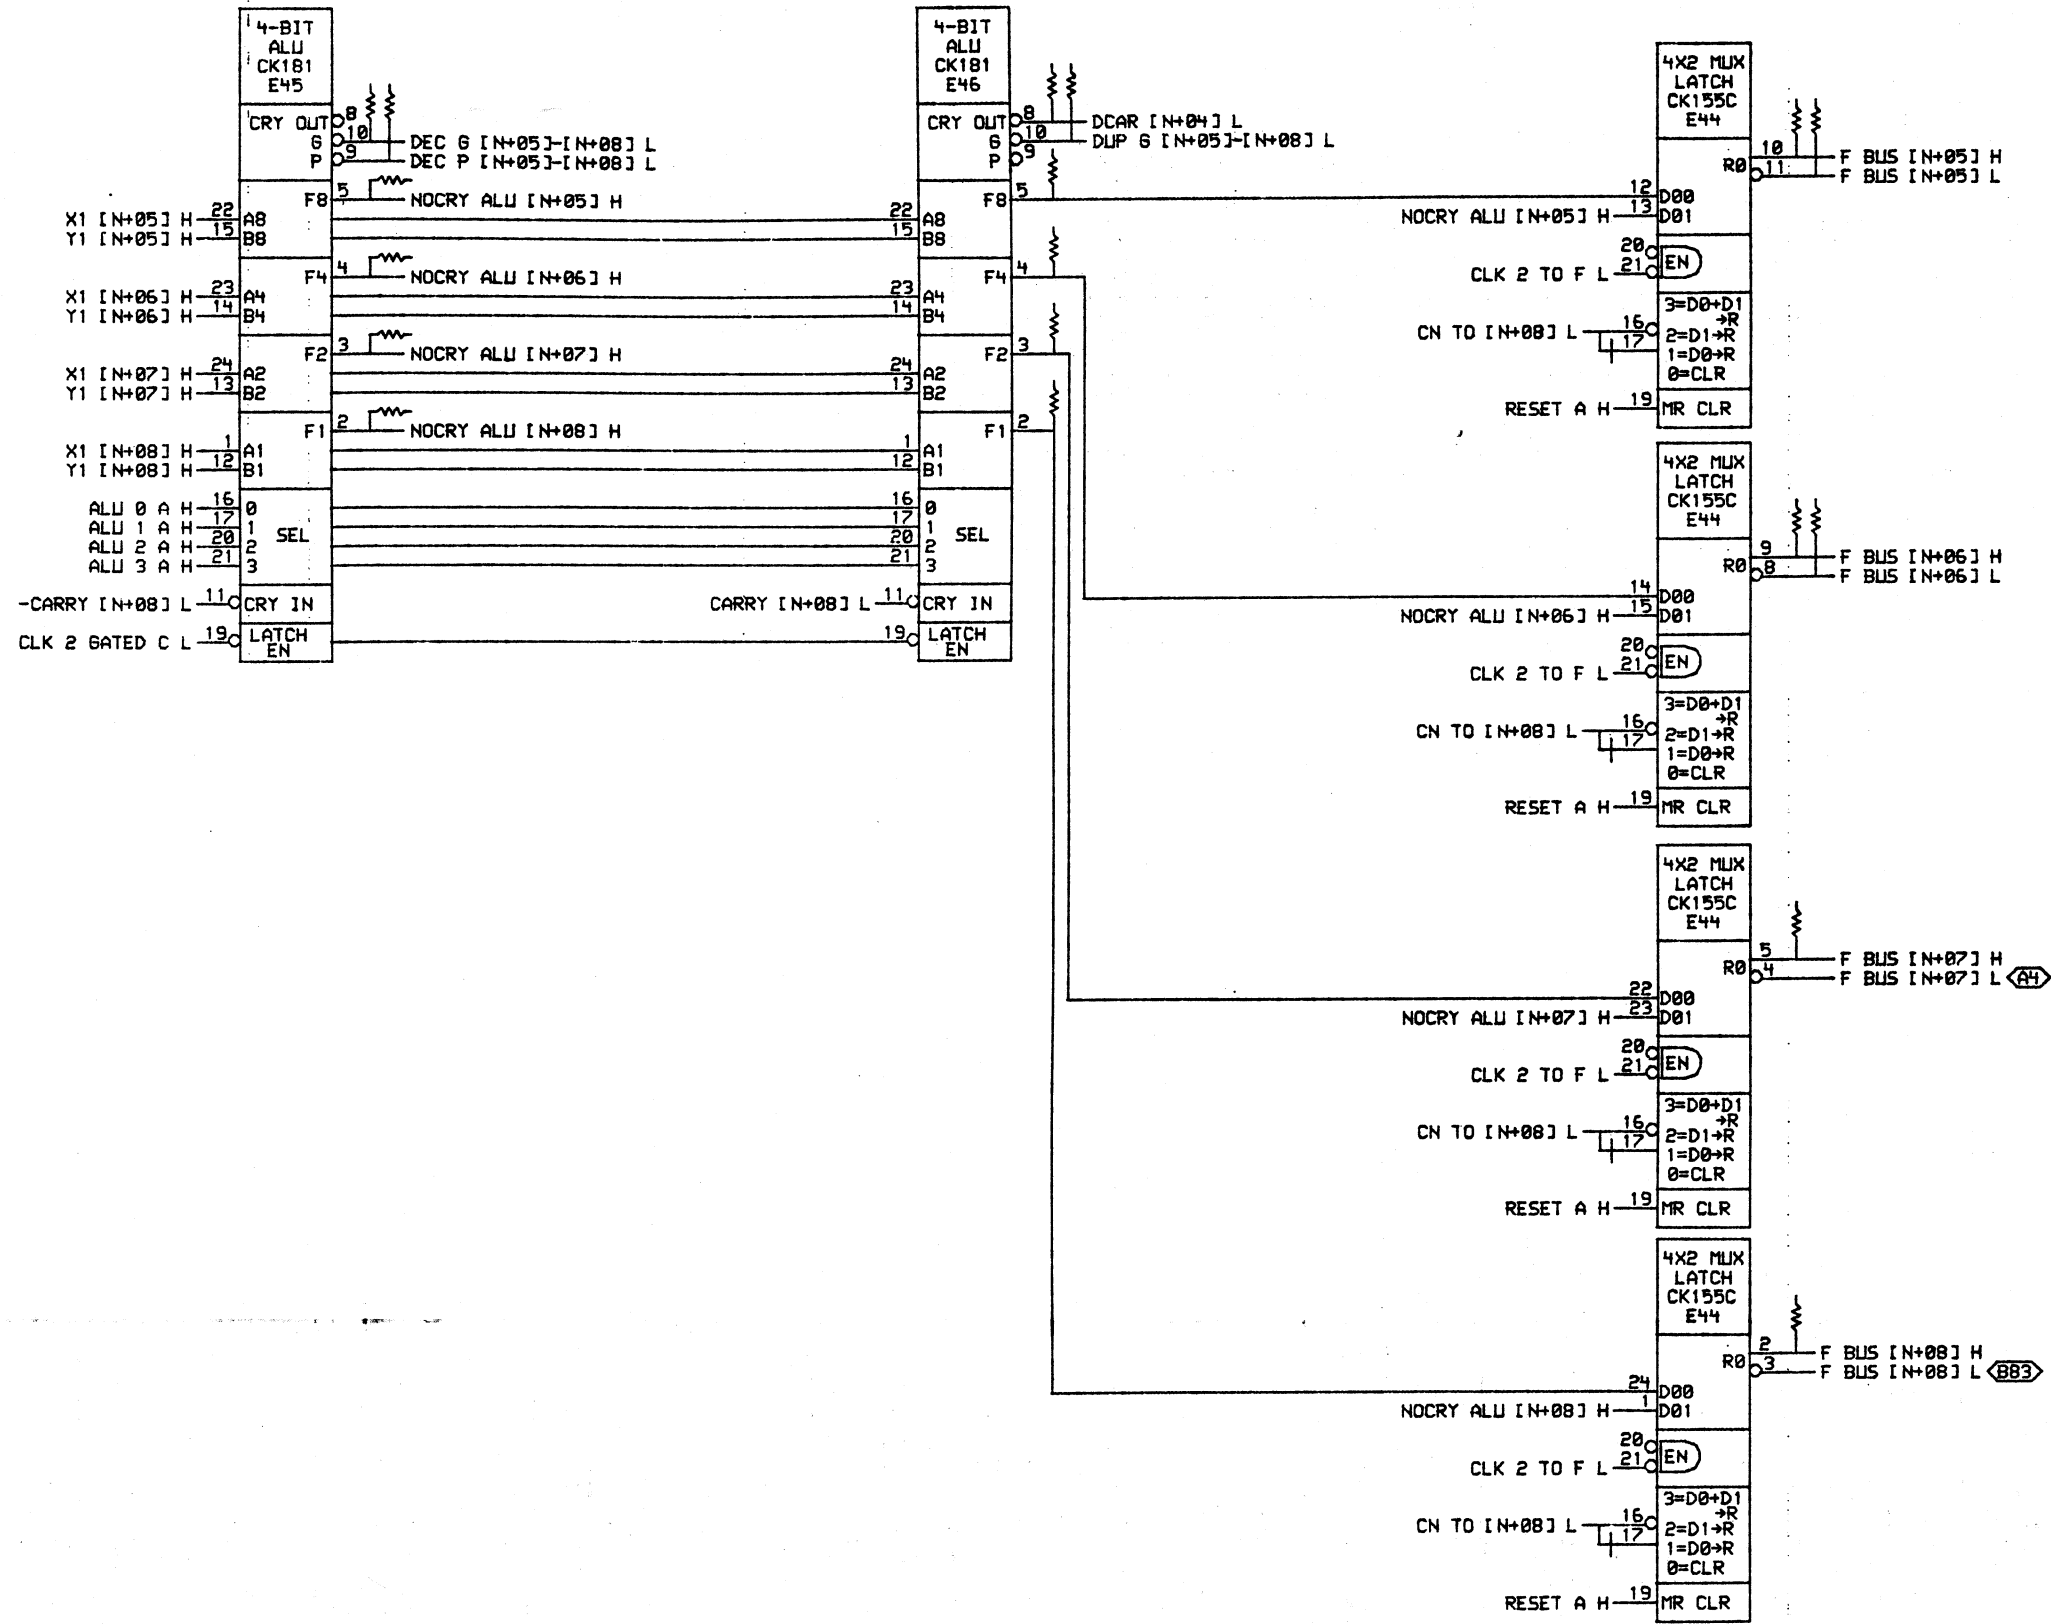 4-BIT
ALU
CK181
E45
CRY OUT 8
G 10 DEC G [N+05]-[N+08] L
P 9 DEC P [N+05]-[N+08] L
F8 5 NOCRY ALU [N+05] H
X1 [N+05] H 22 A8
Y1 [N+05] H 15 B8
F4 4 NOCRY ALU [N+06] H
X1 [N+06] H 23 A4
Y1 [N+06] H 14 B4
F2 3 NOCRY ALU [N+07] H
X1 [N+07] H 24 A2
Y1 [N+07] H 13 B2
F1 2 NOCRY ALU [N+08] H
X1 [N+08] H 1 A1
Y1 [N+08] H 12 B1
ALU 0 A H 16 0
ALU 1 A H 17 1
SEL
ALU 2 A H 20 2
ALU 3 A H 21 3
-CARRY [N+08] L 11 CRY IN
CLK 2 GATED C L 19 LATCH
EN
4-BIT
ALU
CK181
E46
CRY OUT 8 DCAR [N+04] L
G 10 DUP G [N+05]-[N+08] L
P 9
F8 5
22 A8
15 B8
F4 4
23 A4
14 B4
F2 3
24 A2
13 B2
F1 2
1 A1
12 B1
16 0
17 1
SEL
20 2
21 3
CARRY [N+08] L 11 CRY IN
19 LATCH
EN
4X2 MUX
LATCH
CK155C
E44
R0 10 F BUS [N+05] H
11 F BUS [N+05] L
12 D00
NOCRY ALU [N+05] H 13 D01
20
CLK 2 TO F L 21 EN
3=D0+D1
→R
CN TO [N+08] L 16 2=D1→R
17 1=D0→R
0=CLR
RESET A H 19 MR CLR
4X2 MUX
LATCH
CK155C
E44
R0 9 F BUS [N+06] H
8 F BUS [N+06] L
14 D00
NOCRY ALU [N+06] H 15 D01
20
CLK 2 TO F L 21 EN
3=D0+D1
→R
CN TO [N+08] L 16 2=D1→R
17 1=D0→R
0=CLR
RESET A H 19 MR CLR
4X2 MUX
LATCH
CK155C
E44
R0 5 F BUS [N+07] H
4 F BUS [N+07] L A4
22 D00
NOCRY ALU [N+07] H 23 D01
20
CLK 2 TO F L 21 EN
3=D0+D1
→R
CN TO [N+08] L 16 2=D1→R
17 1=D0→R
0=CLR
RESET A H 19 MR CLR
4X2 MUX
LATCH
CK155C
E44
R0 2 F BUS [N+08] H
3 F BUS [N+08] L BB3
24 D00
NOCRY ALU [N+08] H 1 D01
20
CLK 2 TO F L 21 EN
3=D0+D1
→R
CN TO [N+08] L 16 2=D1→R
17 1=D0→R
0=CLR
RESET A H 19 MR CLR